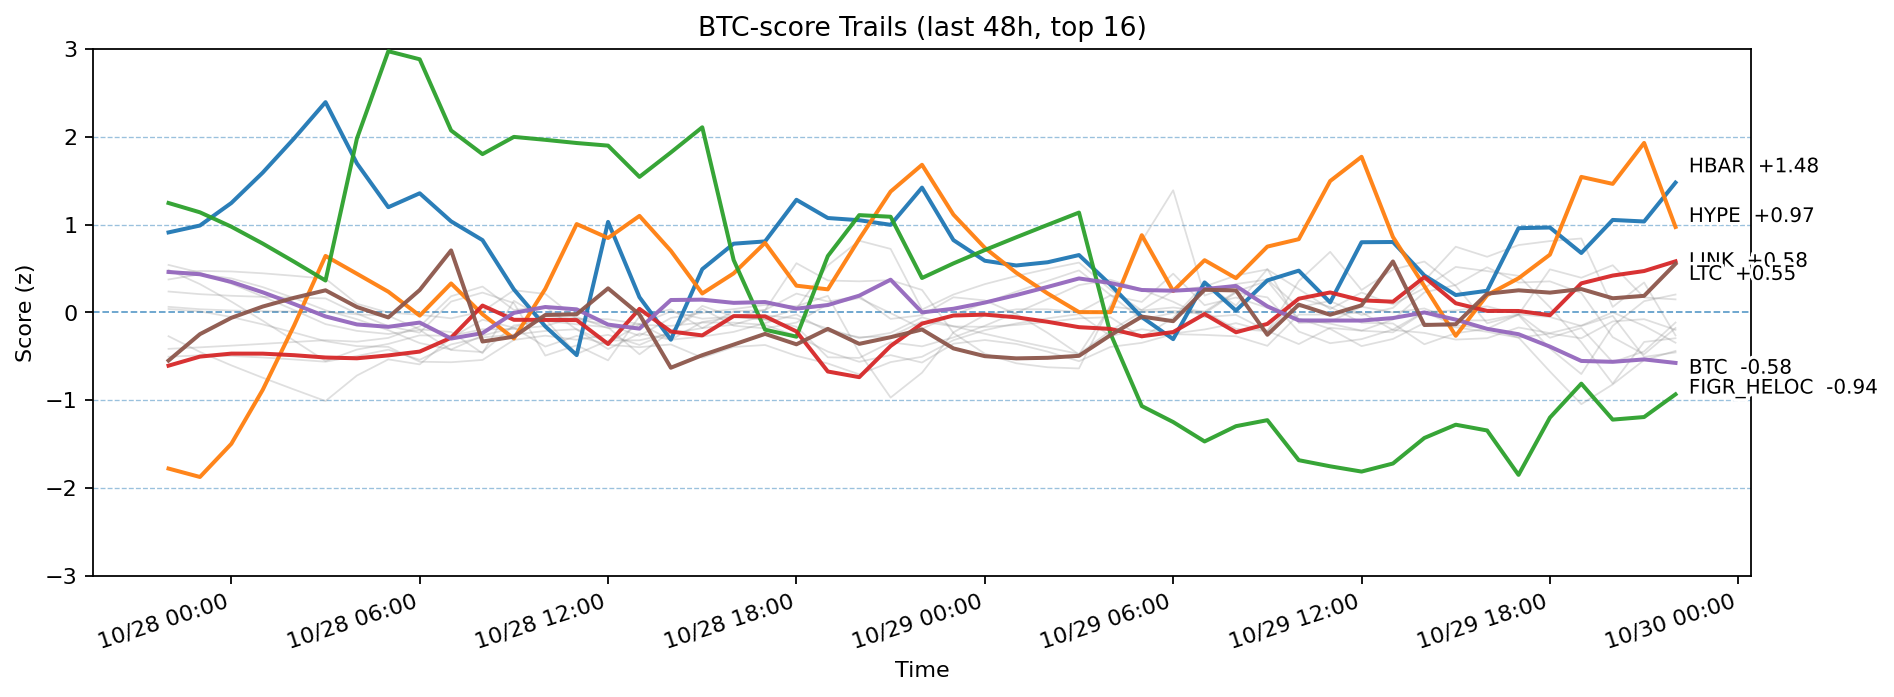 BTC-score Trails (last 48h, top 16)
Score (z)
3
2
1
0
−1
−2
−3
HBAR +1.48
HYPE +0.97
LINK +0.58
LTC +0.55
BTC -0.58
FIGR_HELOC -0.94
10/28 00:00
10/28 06:00
10/28 12:00
10/28 18:00
10/29 00:00
10/29 06:00
10/29 12:00
10/29 18:00
10/30 00:00
Time